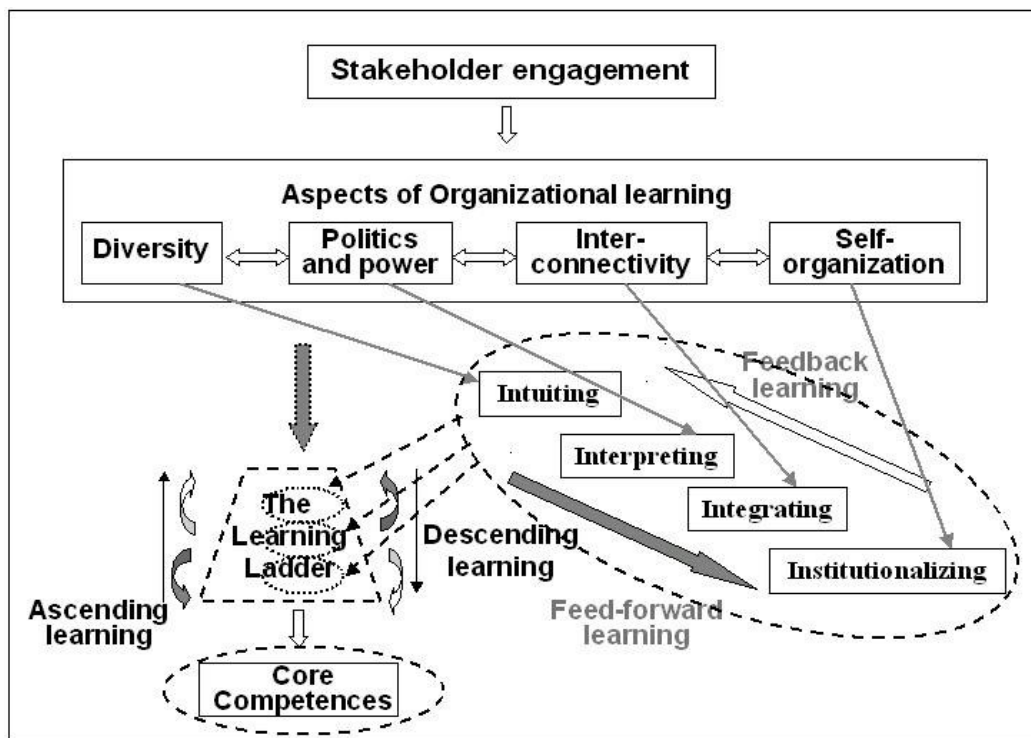 Stakeholder engagement
Aspects of Organizational learning
Diversity
Politics
and power
Inter-
connectivity
Self-
organization
Feedback
learning
Intuiting
Interpreting
Integrating
Institutionalizing
Feed-forward
learning
The
Learning
Ladder
Descending
learning
Ascending
learning
Core
Competences